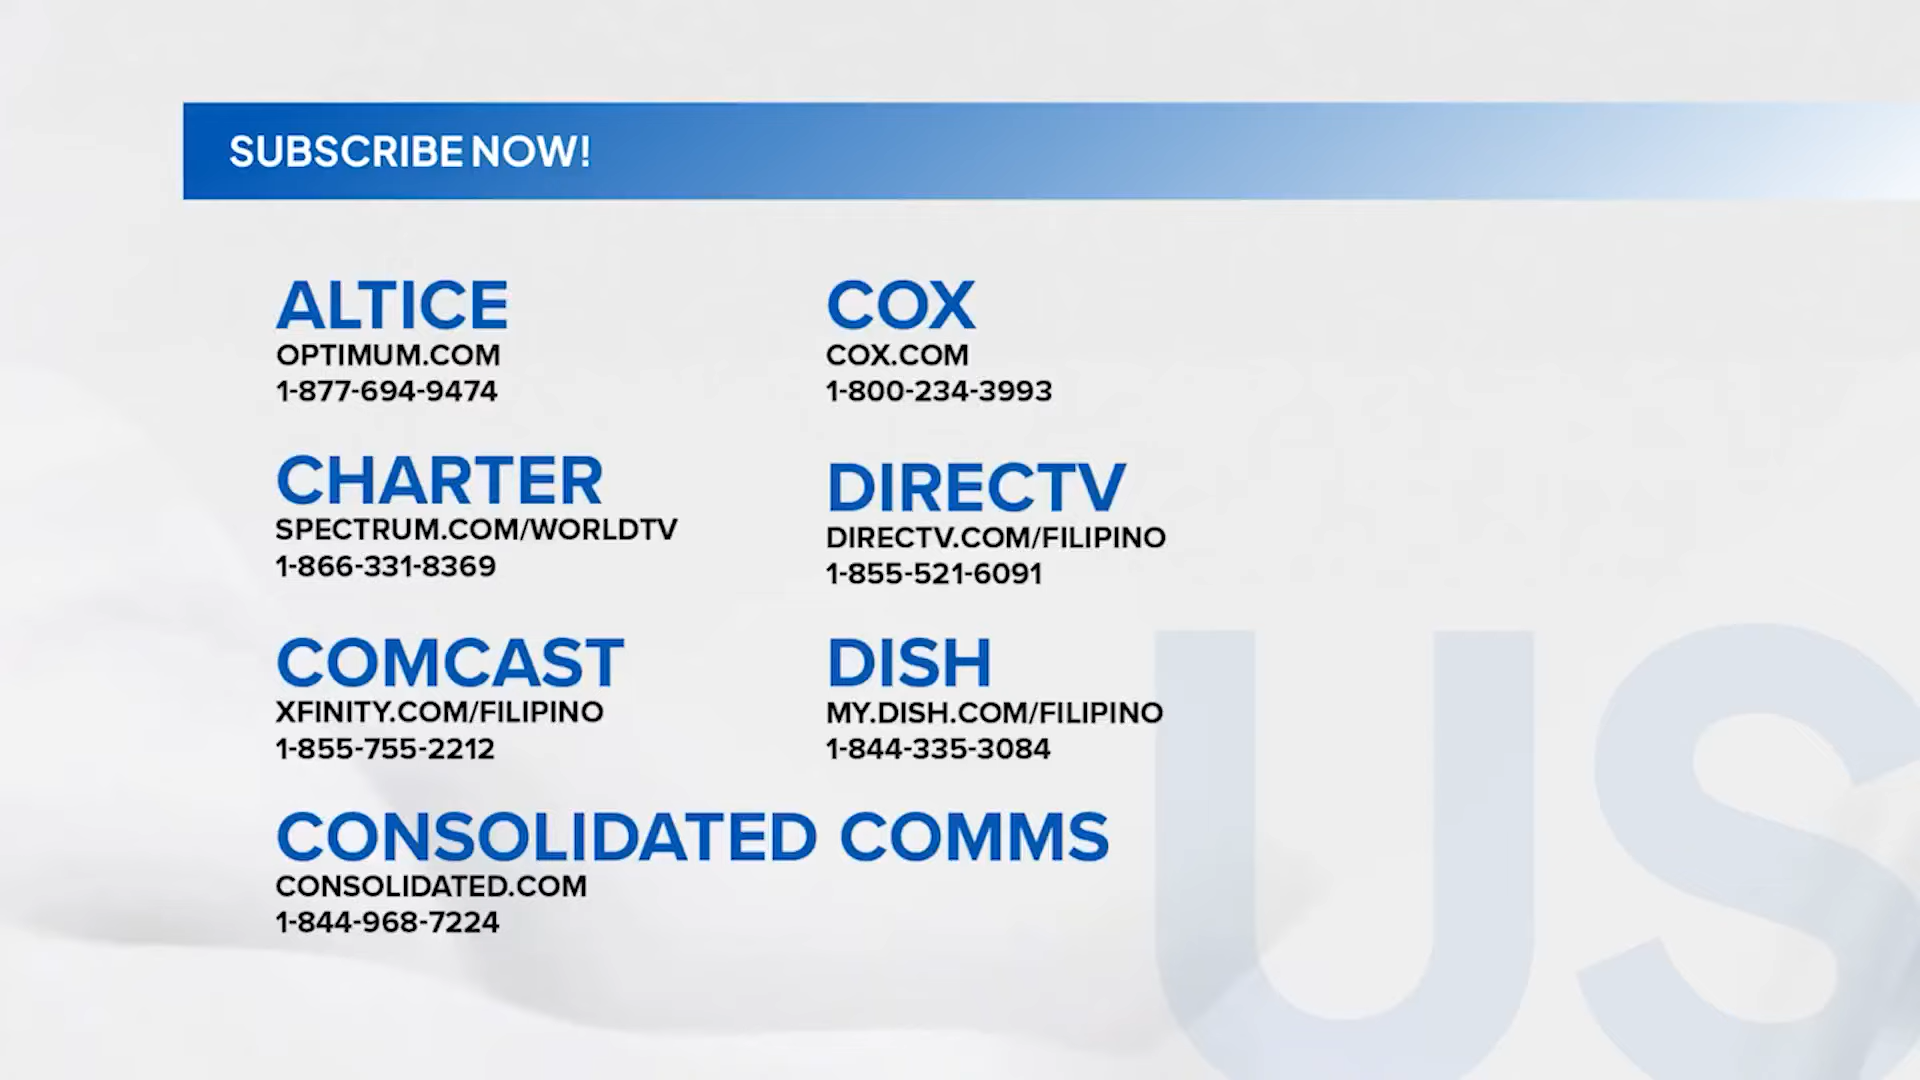 SUBSCRIBE NOW!
ALTICE
OPTIMUM.COM
1-877-694-9474
CHARTER
SPECTRUM.COM/WORLDTV
1-866-331-8369
COMCAST
XFINITY.COM/FILIPINO
1-855-755-2212
CONSOLIDATED COMMS
CONSOLIDATED.COM
1-844-968-7224
COX
COX.COM
1-800-234-3993
DIRECTV
DIRECTV.COM/FILIPINO
1-855-521-6091
DISH
MY.DISH.COM/FILIPINO
1-844-335-3084
US